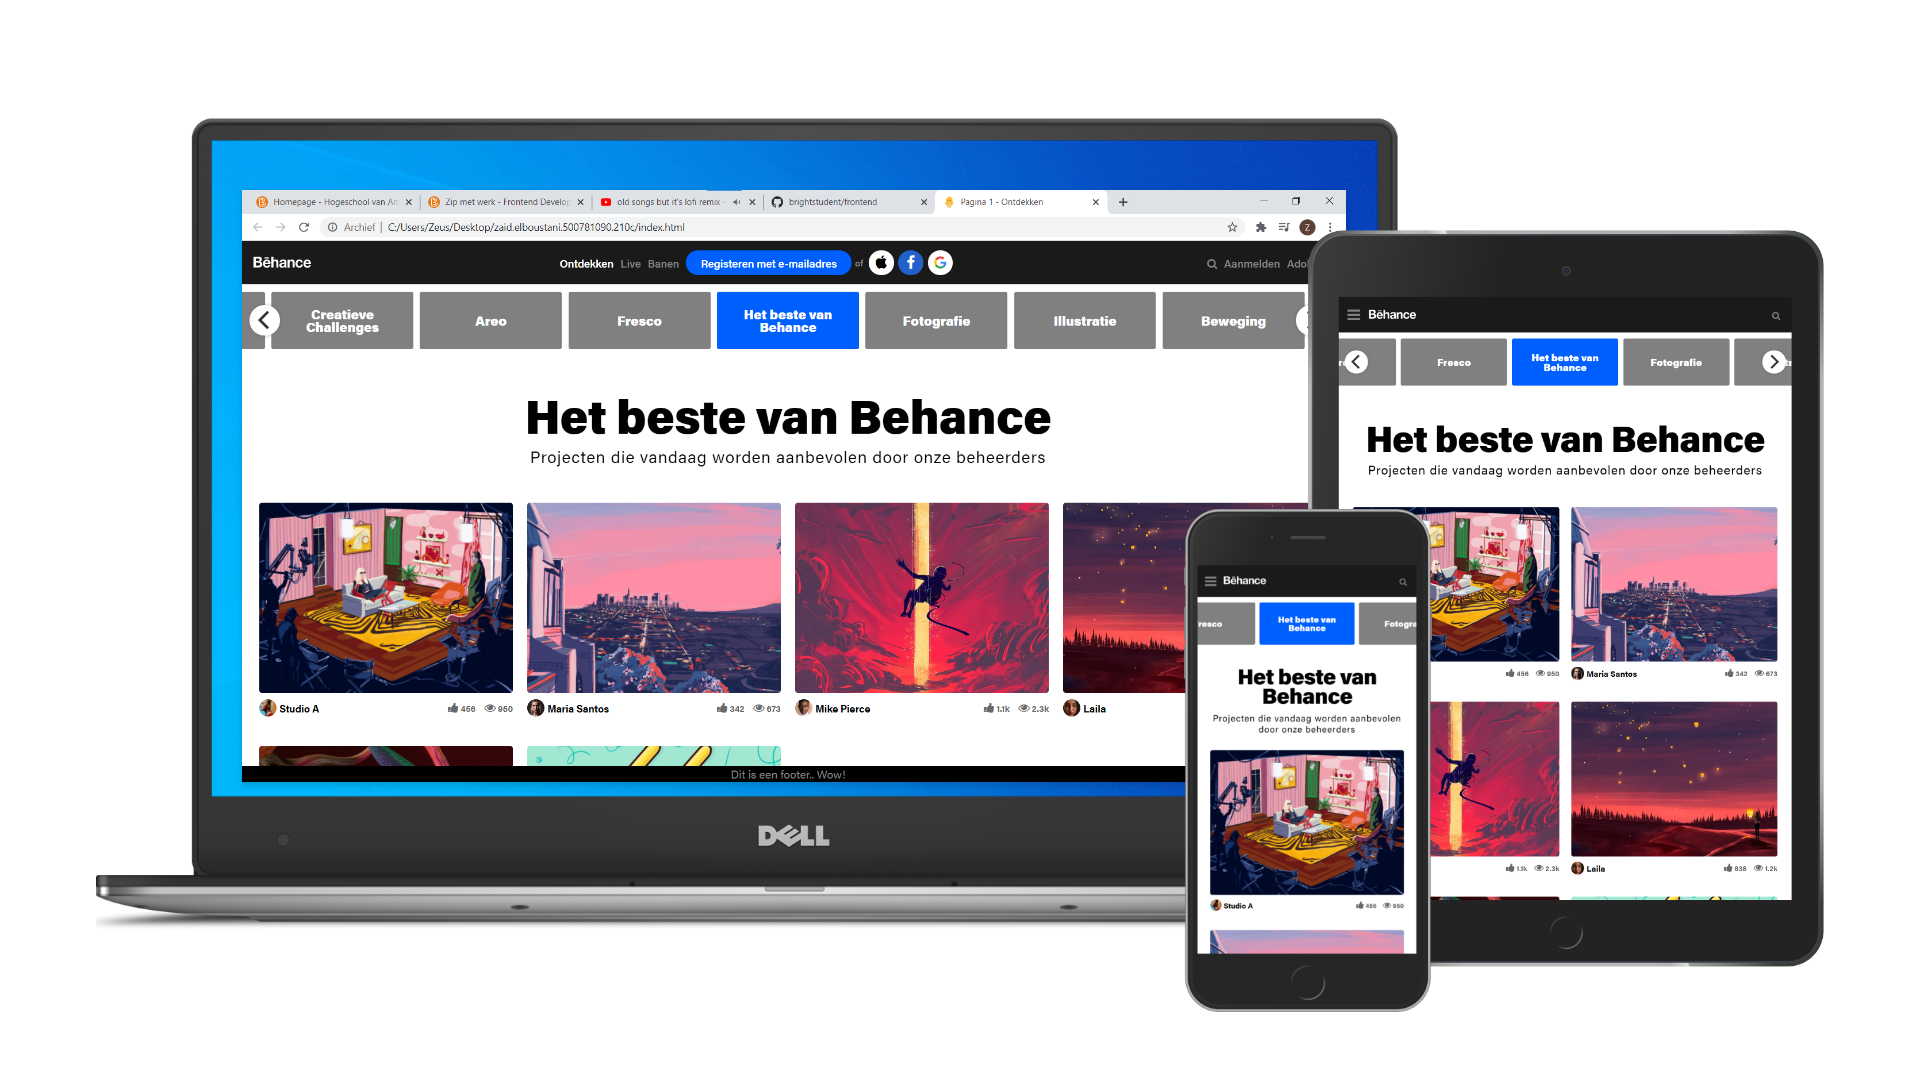 Homepage - Hogeschool van Am
Zip met werk - Frontend Develop
old songs but it's lofi remix -
brightstudent/frontend
Pagina 1 - Ontdekken
Archief | C:/Users/Zeus/Desktop/zaid.elboustani.500781090.210c/index.html
Z
Bēhance
Ontdekken Live Banen Registeren met e-mailadres of
Aanmelden Adob
Creatieve
Challenges
Areo
Fresco
Het beste van
Behance
Fotografie
Illustratie
Beweging
Het beste van Behance
Projecten die vandaag worden aanbevolen door onze beheerders
Studio A 456 950
Maria Santos 342 673
Mike Pierce 1.1k 2.3k
Laila
Dit is een footer.. Wow!
DELL
Bēhance
Fresco
Het beste van
Behance
Fotografie
Het beste van Behance
Projecten die vandaag worden aanbevolen door onze beheerders
456 950
Maria Santos 342 673
1.1k 2.3k
Laila 838 1.2k
Bēhance
resco
Het beste van
Behance
Fotogra
Het beste van
Behance
Projecten die vandaag worden aanbevolen
door onze beheerders
Studio A 456 950